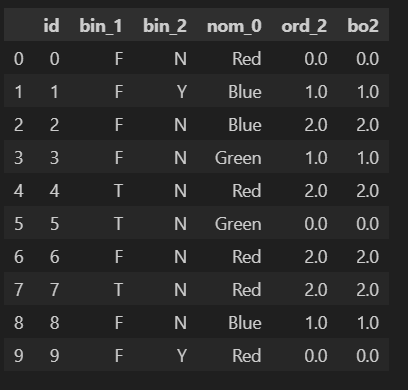 id bin_1 bin_2 nom_0 ord_2 bo2
0 0 F N Red 0.0 0.0
1 1 F Y Blue 1.0 1.0
2 2 F N Blue 2.0 2.0
3 3 F N Green 1.0 1.0
4 4 T N Red 2.0 2.0
5 5 T N Green 0.0 0.0
6 6 F N Red 2.0 2.0
7 7 T N Red 2.0 2.0
8 8 F N Blue 1.0 1.0
9 9 F Y Red 0.0 0.0